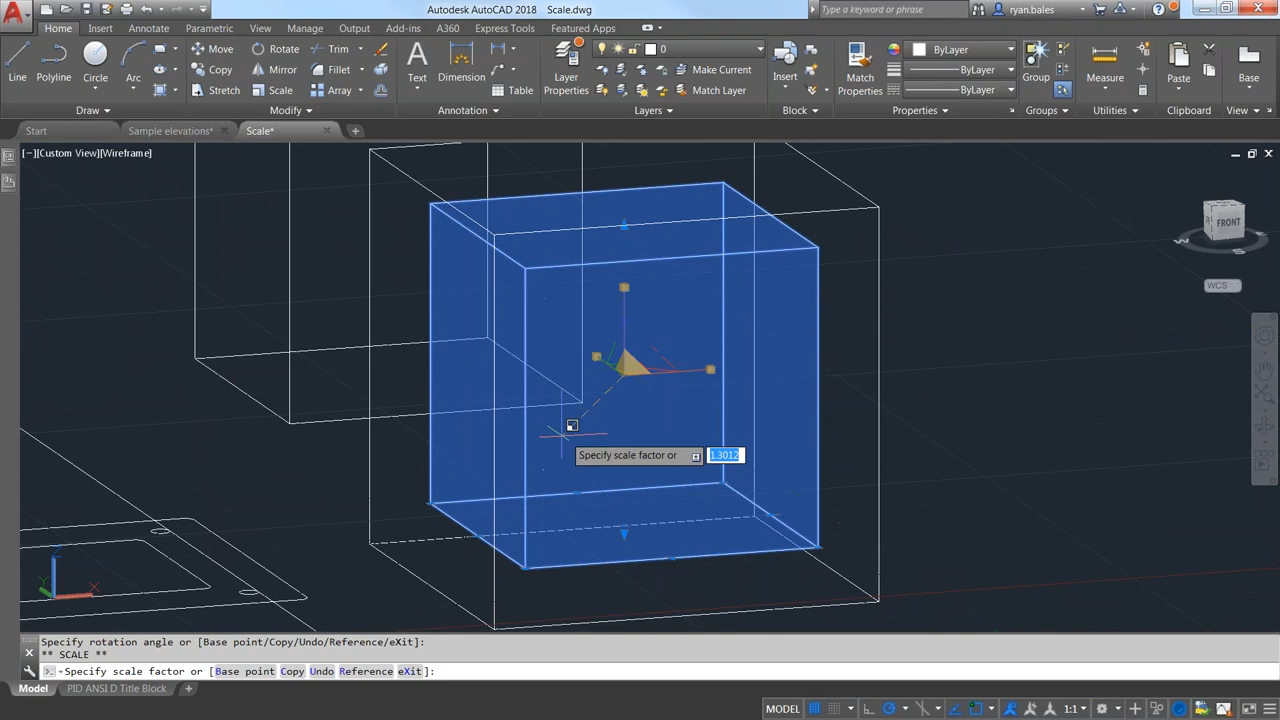 Autodesk AutoCAD 2018 Scale.dwg
Type a keyword or phrase
ryan.bales
Home Insert Annotate Parametric View Manage Output Add-ins A360 Express Tools Featured Apps
Line Polyline Circle Arc
Move Rotate Trim
Copy Mirror Fillet
Stretch Scale Array
Text Dimension Table
Layer Properties
0
Make Current
Match Layer
Insert
Match Properties
ByLayer
ByLayer
ByLayer
Group
Measure
Paste
Base
Draw Modify Annotation Layers Block Properties Groups Utilities Clipboard View
Start Sample elevations* Scale*
[−][Custom View][Wireframe]
FRONT
W
S
WCS
Specify scale factor or 1.3012
Z
Y
X
Specify rotation angle or [Base point/Copy/Undo/Reference/eXit]:
** SCALE **
Specify scale factor or [Base point Copy Undo Reference eXit]:
Model PID ANSI D Title Block
MODEL 1:1